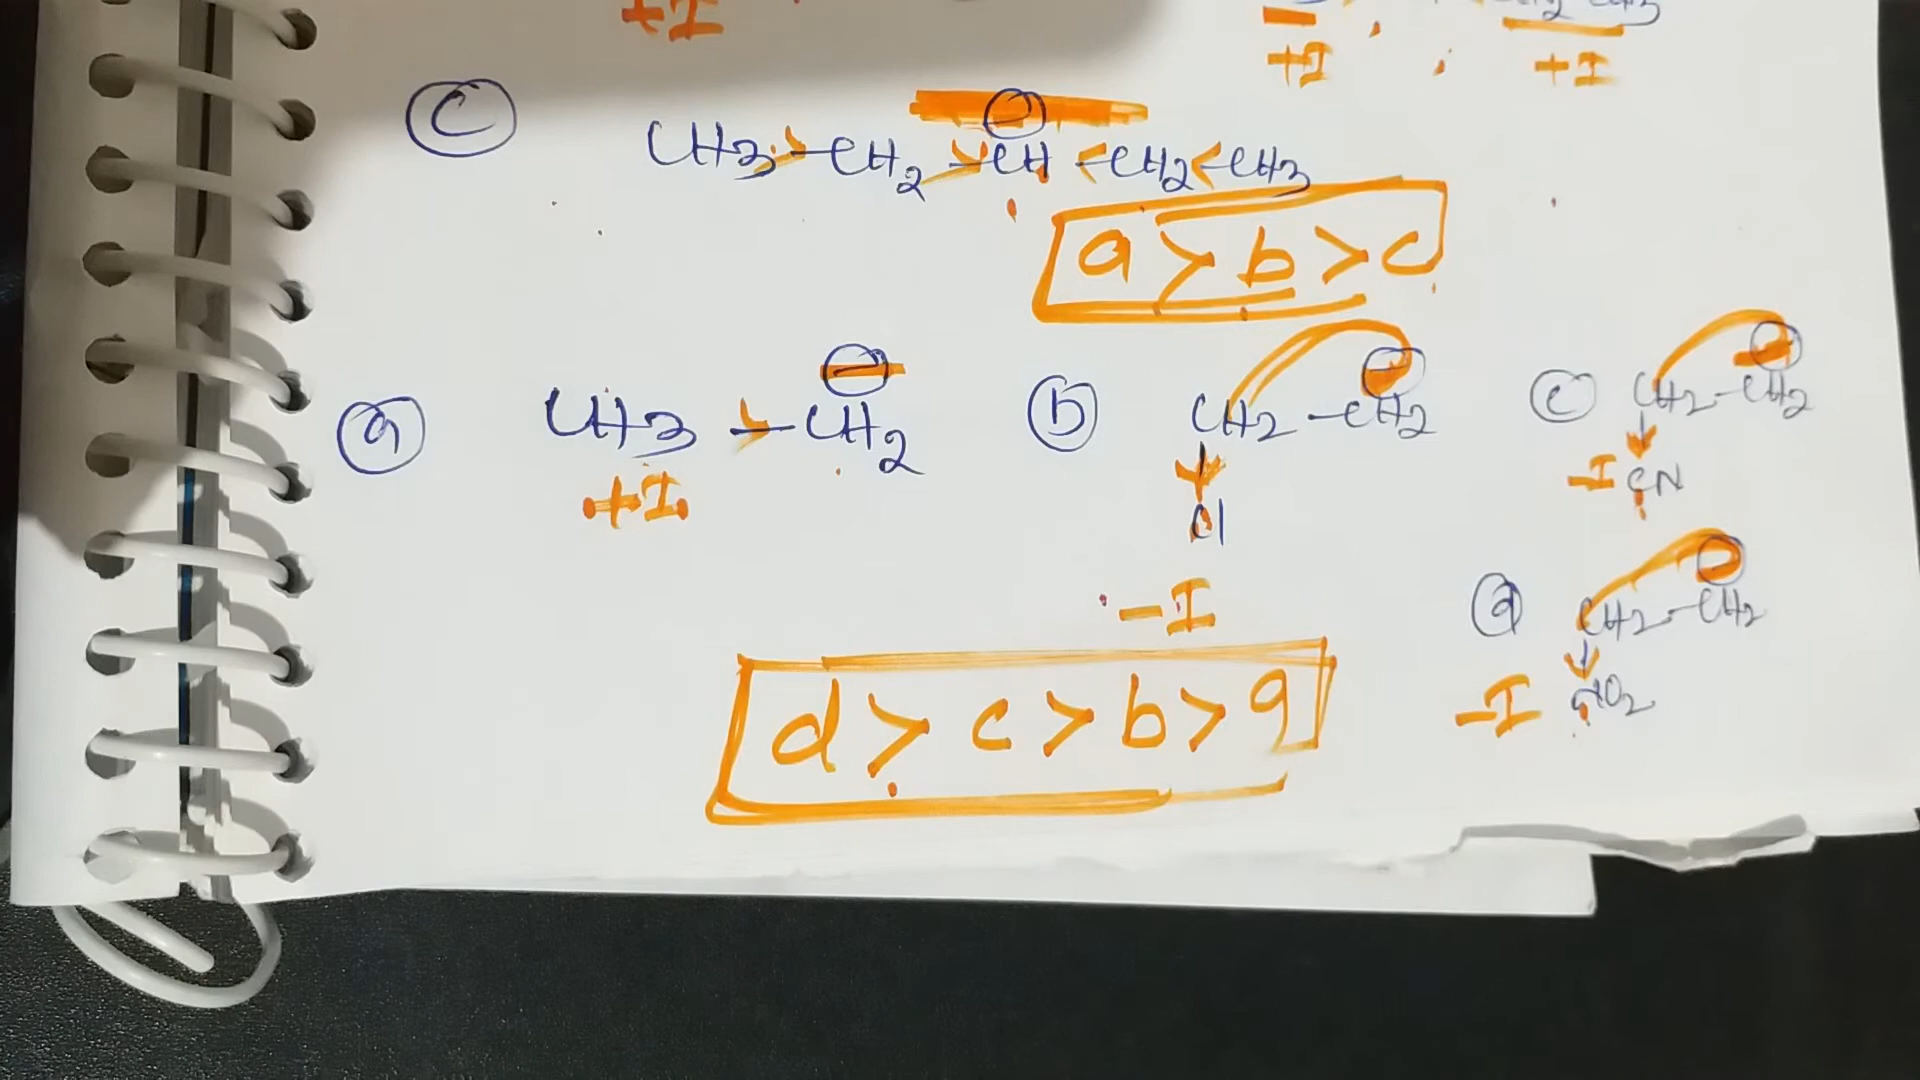 +I
+I
+I
c CH3 - CH2 - CH - CH2 - CH3
a > b > c
a CH3 - CH2
+I
b CH2 - CH2
Cl
-I
c CH2 - CH2
-I CN
d CH2 - CH2
-I NO2
d > c > b > a